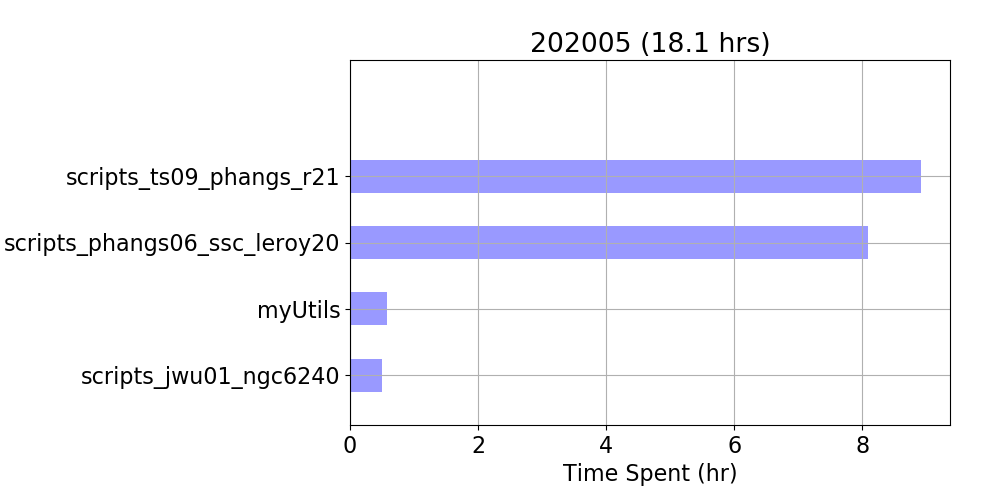 202005 (18.1 hrs)
scripts_ts09_phangs_r21
scripts_phangs06_ssc_leroy20
myUtils
scripts_jwu01_ngc6240
0 2 4 6 8
Time Spent (hr)